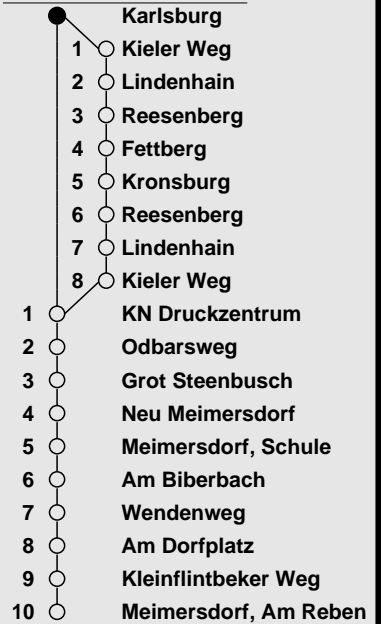 Karlsburg
1 Kieler Weg
2 Lindenhain
3 Reesenberg
4 Fettberg
5 Kronsburg
6 Reesenberg
7 Lindenhain
8 Kieler Weg
1 KN Druckzentrum
2 Odbarsweg
3 Grot Steenbusch
4 Neu Meimersdorf
5 Meimersdorf, Schule
6 Am Biberbach
7 Wendenweg
8 Am Dorfplatz
9 Kleinflintbeker Weg
10 Meimersdorf, Am Reben